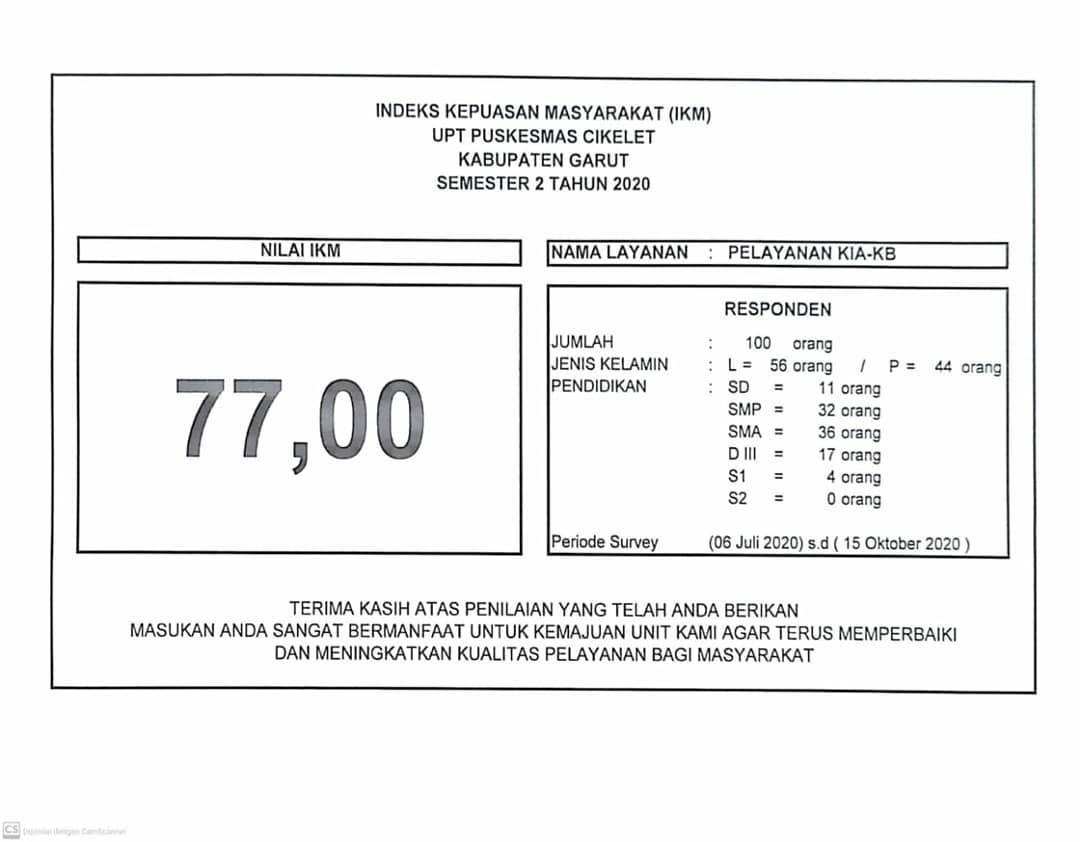 INDEKS KEPUASAN MASYARAKAT (IKM)
UPT PUSKESMAS CIKELET
KABUPATEN GARUT
SEMESTER 2 TAHUN 2020
NILAI IKM
77,00
NAMA LAYANAN : PELAYANAN KIA-KB
RESPONDEN
JUMLAH : 100 orang
JENIS KELAMIN : L = 56 orang / P = 44 orang
PENDIDIKAN : SD = 11 orang
SMP = 32 orang
SMA = 36 orang
D III = 17 orang
S1 = 4 orang
S2 = 0 orang
Periode Survey (06 Juli 2020) s.d ( 15 Oktober 2020 )
TERIMA KASIH ATAS PENILAIAN YANG TELAH ANDA BERIKAN
MASUKAN ANDA SANGAT BERMANFAAT UNTUK KEMAJUAN UNIT KAMI AGAR TERUS MEMPERBAIKI
DAN MENINGKATKAN KUALITAS PELAYANAN BAGI MASYARAKAT
CS Dipindai dengan CamScanner